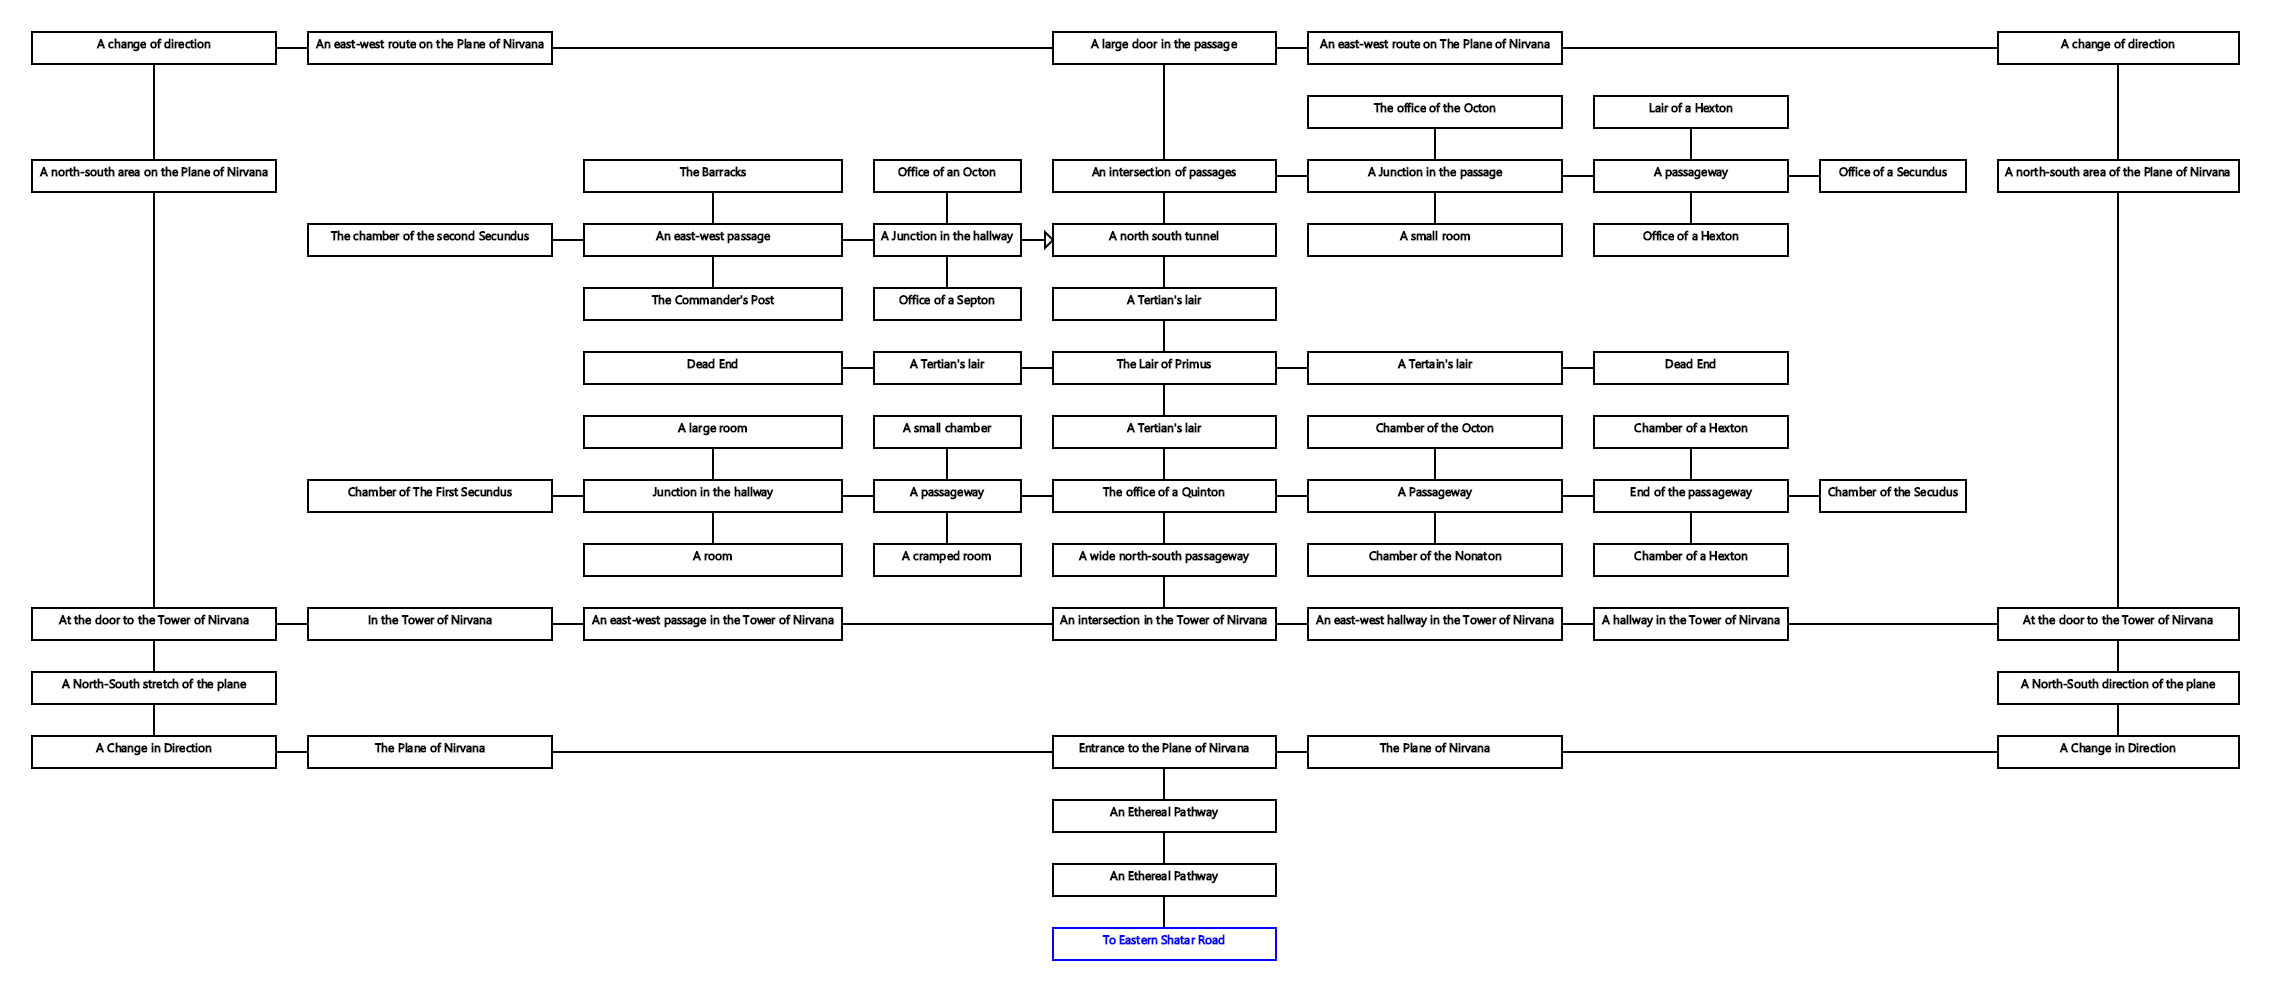 A change of direction
An east-west route on the Plane of Nirvana
A large door in the passage
An east-west route on The Plane of Nirvana
A change of direction
The office of the Octon
Lair of a Hexton
A north-south area on the Plane of Nirvana
The Barracks
Office of an Octon
An intersection of passages
A Junction in the passage
A passageway
Office of a Secundus
A north-south area of the Plane of Nirvana
The chamber of the second Secundus
An east-west passage
A Junction in the hallway
A north south tunnel
A small room
Office of a Hexton
The Commander's Post
Office of a Septon
A Tertian's lair
Dead End
A Tertian's lair
The Lair of Primus
A Tertain's lair
Dead End
A large room
A small chamber
A Tertian's lair
Chamber of the Octon
Chamber of a Hexton
Chamber of The First Secundus
Junction in the hallway
A passageway
The office of a Quinton
A Passageway
End of the passageway
Chamber of the Secudus
A room
A cramped room
A wide north-south passageway
Chamber of the Nonaton
Chamber of a Hexton
At the door to the Tower of Nirvana
In the Tower of Nirvana
An east-west passage in the Tower of Nirvana
An intersection in the Tower of Nirvana
An east-west hallway in the Tower of Nirvana
A hallway in the Tower of Nirvana
At the door to the Tower of Nirvana
A North-South stretch of the plane
A North-South direction of the plane
A Change in Direction
The Plane of Nirvana
Entrance to the Plane of Nirvana
The Plane of Nirvana
A Change in Direction
An Ethereal Pathway
An Ethereal Pathway
To Eastern Shatar Road